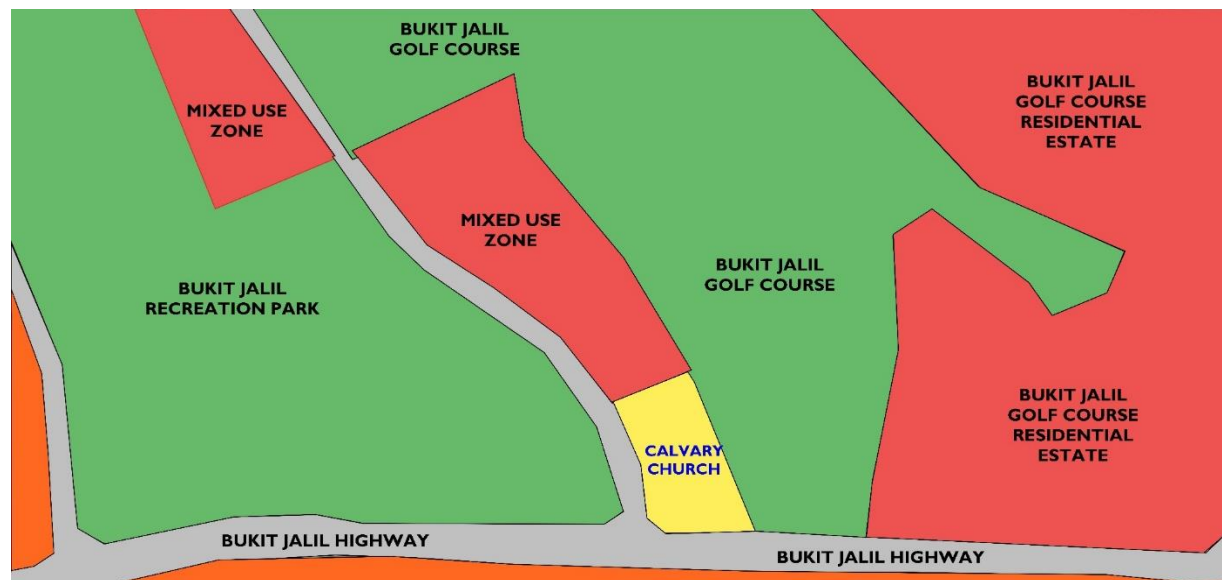 BUKIT JALIL
GOLF COURSE
MIXED USE
ZONE
BUKIT JALIL
GOLF COURSE
RESIDENTIAL
ESTATE
MIXED USE
ZONE
BUKIT JALIL
RECREATION PARK
BUKIT JALIL
GOLF COURSE
BUKIT JALIL
GOLF COURSE
RESIDENTIAL
ESTATE
CALVARY
CHURCH
BUKIT JALIL HIGHWAY
BUKIT JALIL HIGHWAY